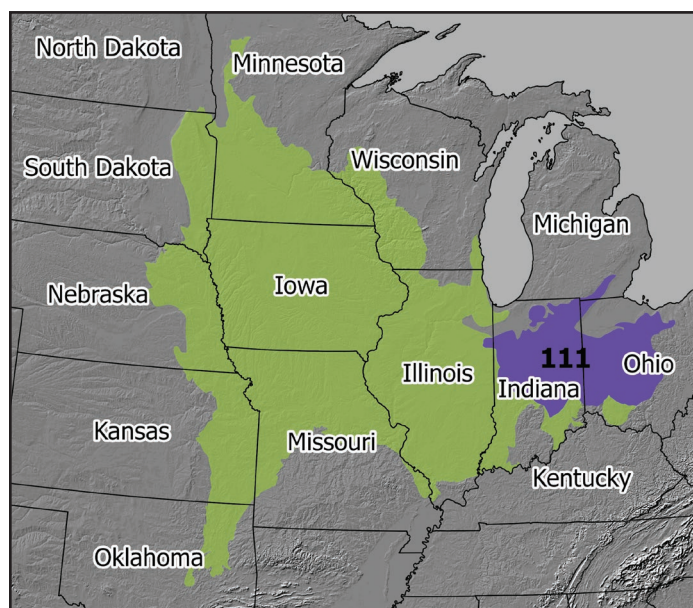 North Dakota
Minnesota
South Dakota
Wisconsin
Michigan
Nebraska
Iowa
111
Illinois
Ohio
Indiana
Kansas
Missouri
Kentucky
Oklahoma